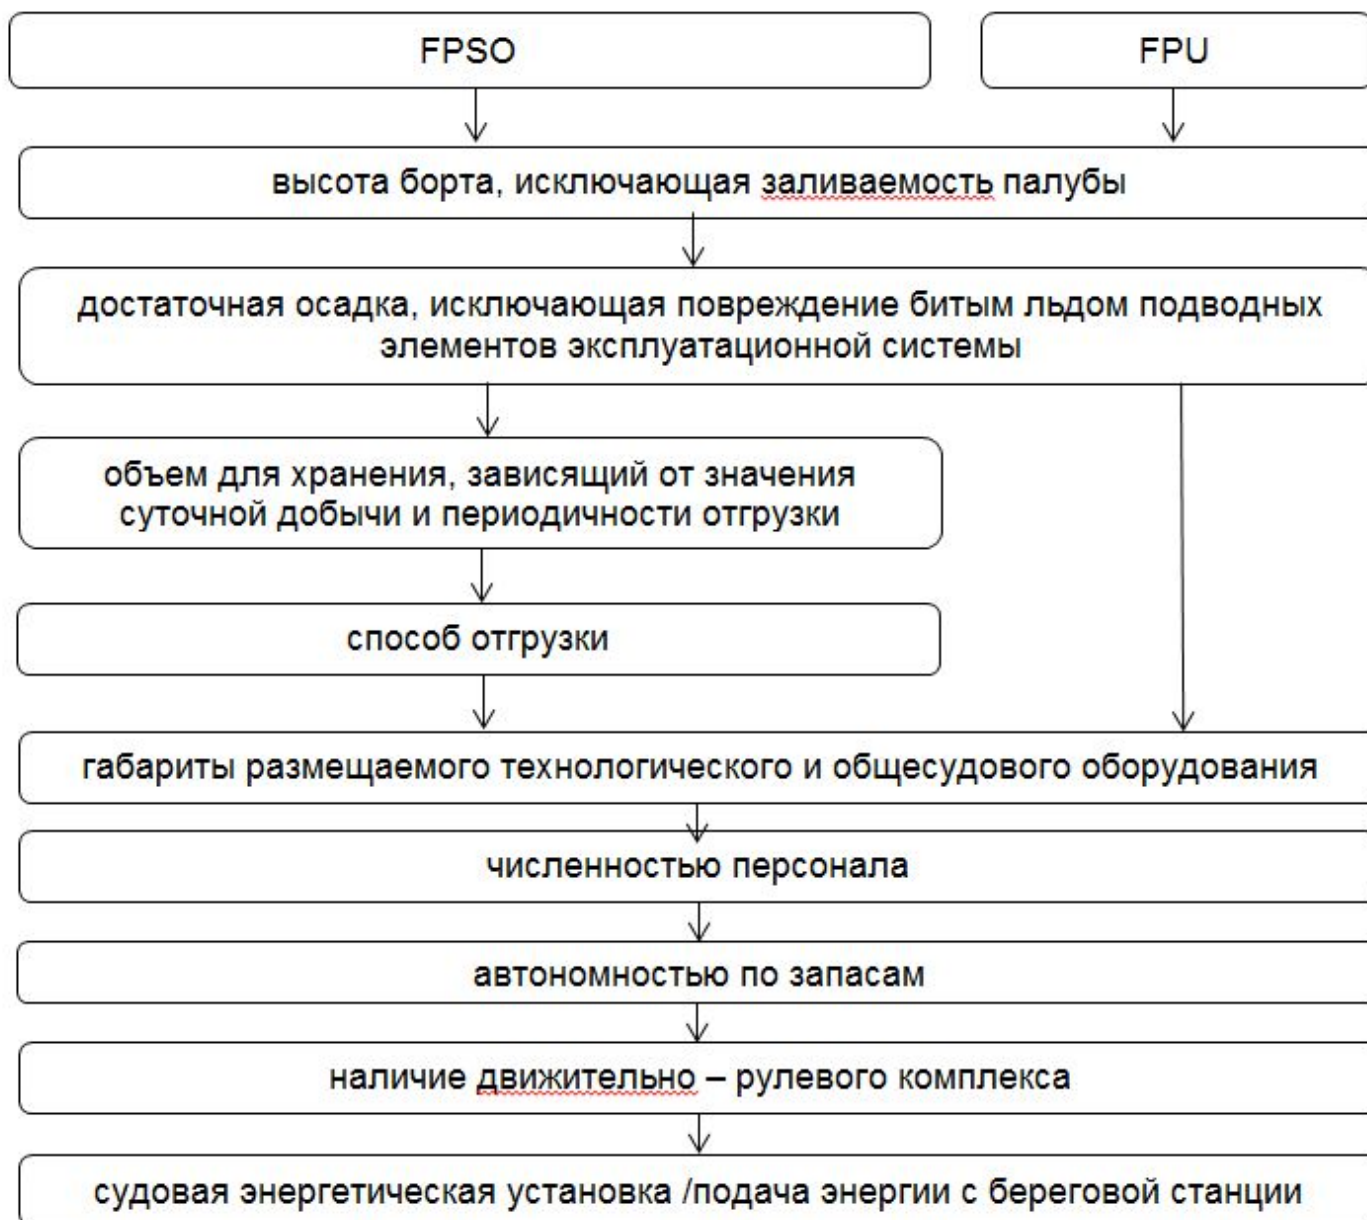 FPSO
FPU
высота борта, исключающая заливаемость палубы
достаточная осадка, исключающая повреждение битым льдом подводных
элементов эксплуатационной системы
объем для хранения, зависящий от значения
суточной добычи и периодичности отгрузки
способ отгрузки
габариты размещаемого технологического и общесудового оборудования
численностью персонала
автономностью по запасам
наличие движительно – рулевого комплекса
судовая энергетическая установка /подача энергии с береговой станции